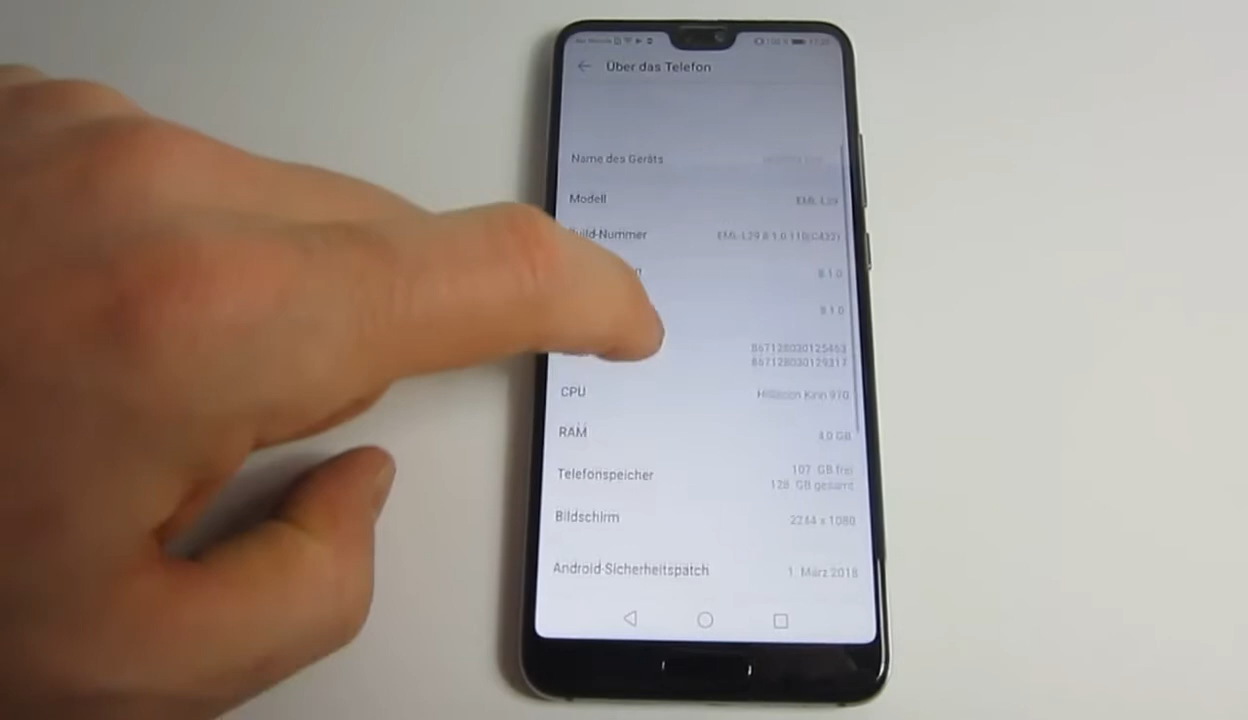 Über das Telefon
Name des Geräts
Modell EML-L29
Build-Nummer EML-L29 8.1.0.110(C432)
8.1.0
8.1.0
867128030125463
867128030129317
CPU HiSilicon Kirin 970
RAM 4,0 GB
Telefonspeicher 107 GB frei
128 GB gesamt
Bildschirm 2244 x 1080
Android-Sicherheitspatch 1. März 2018